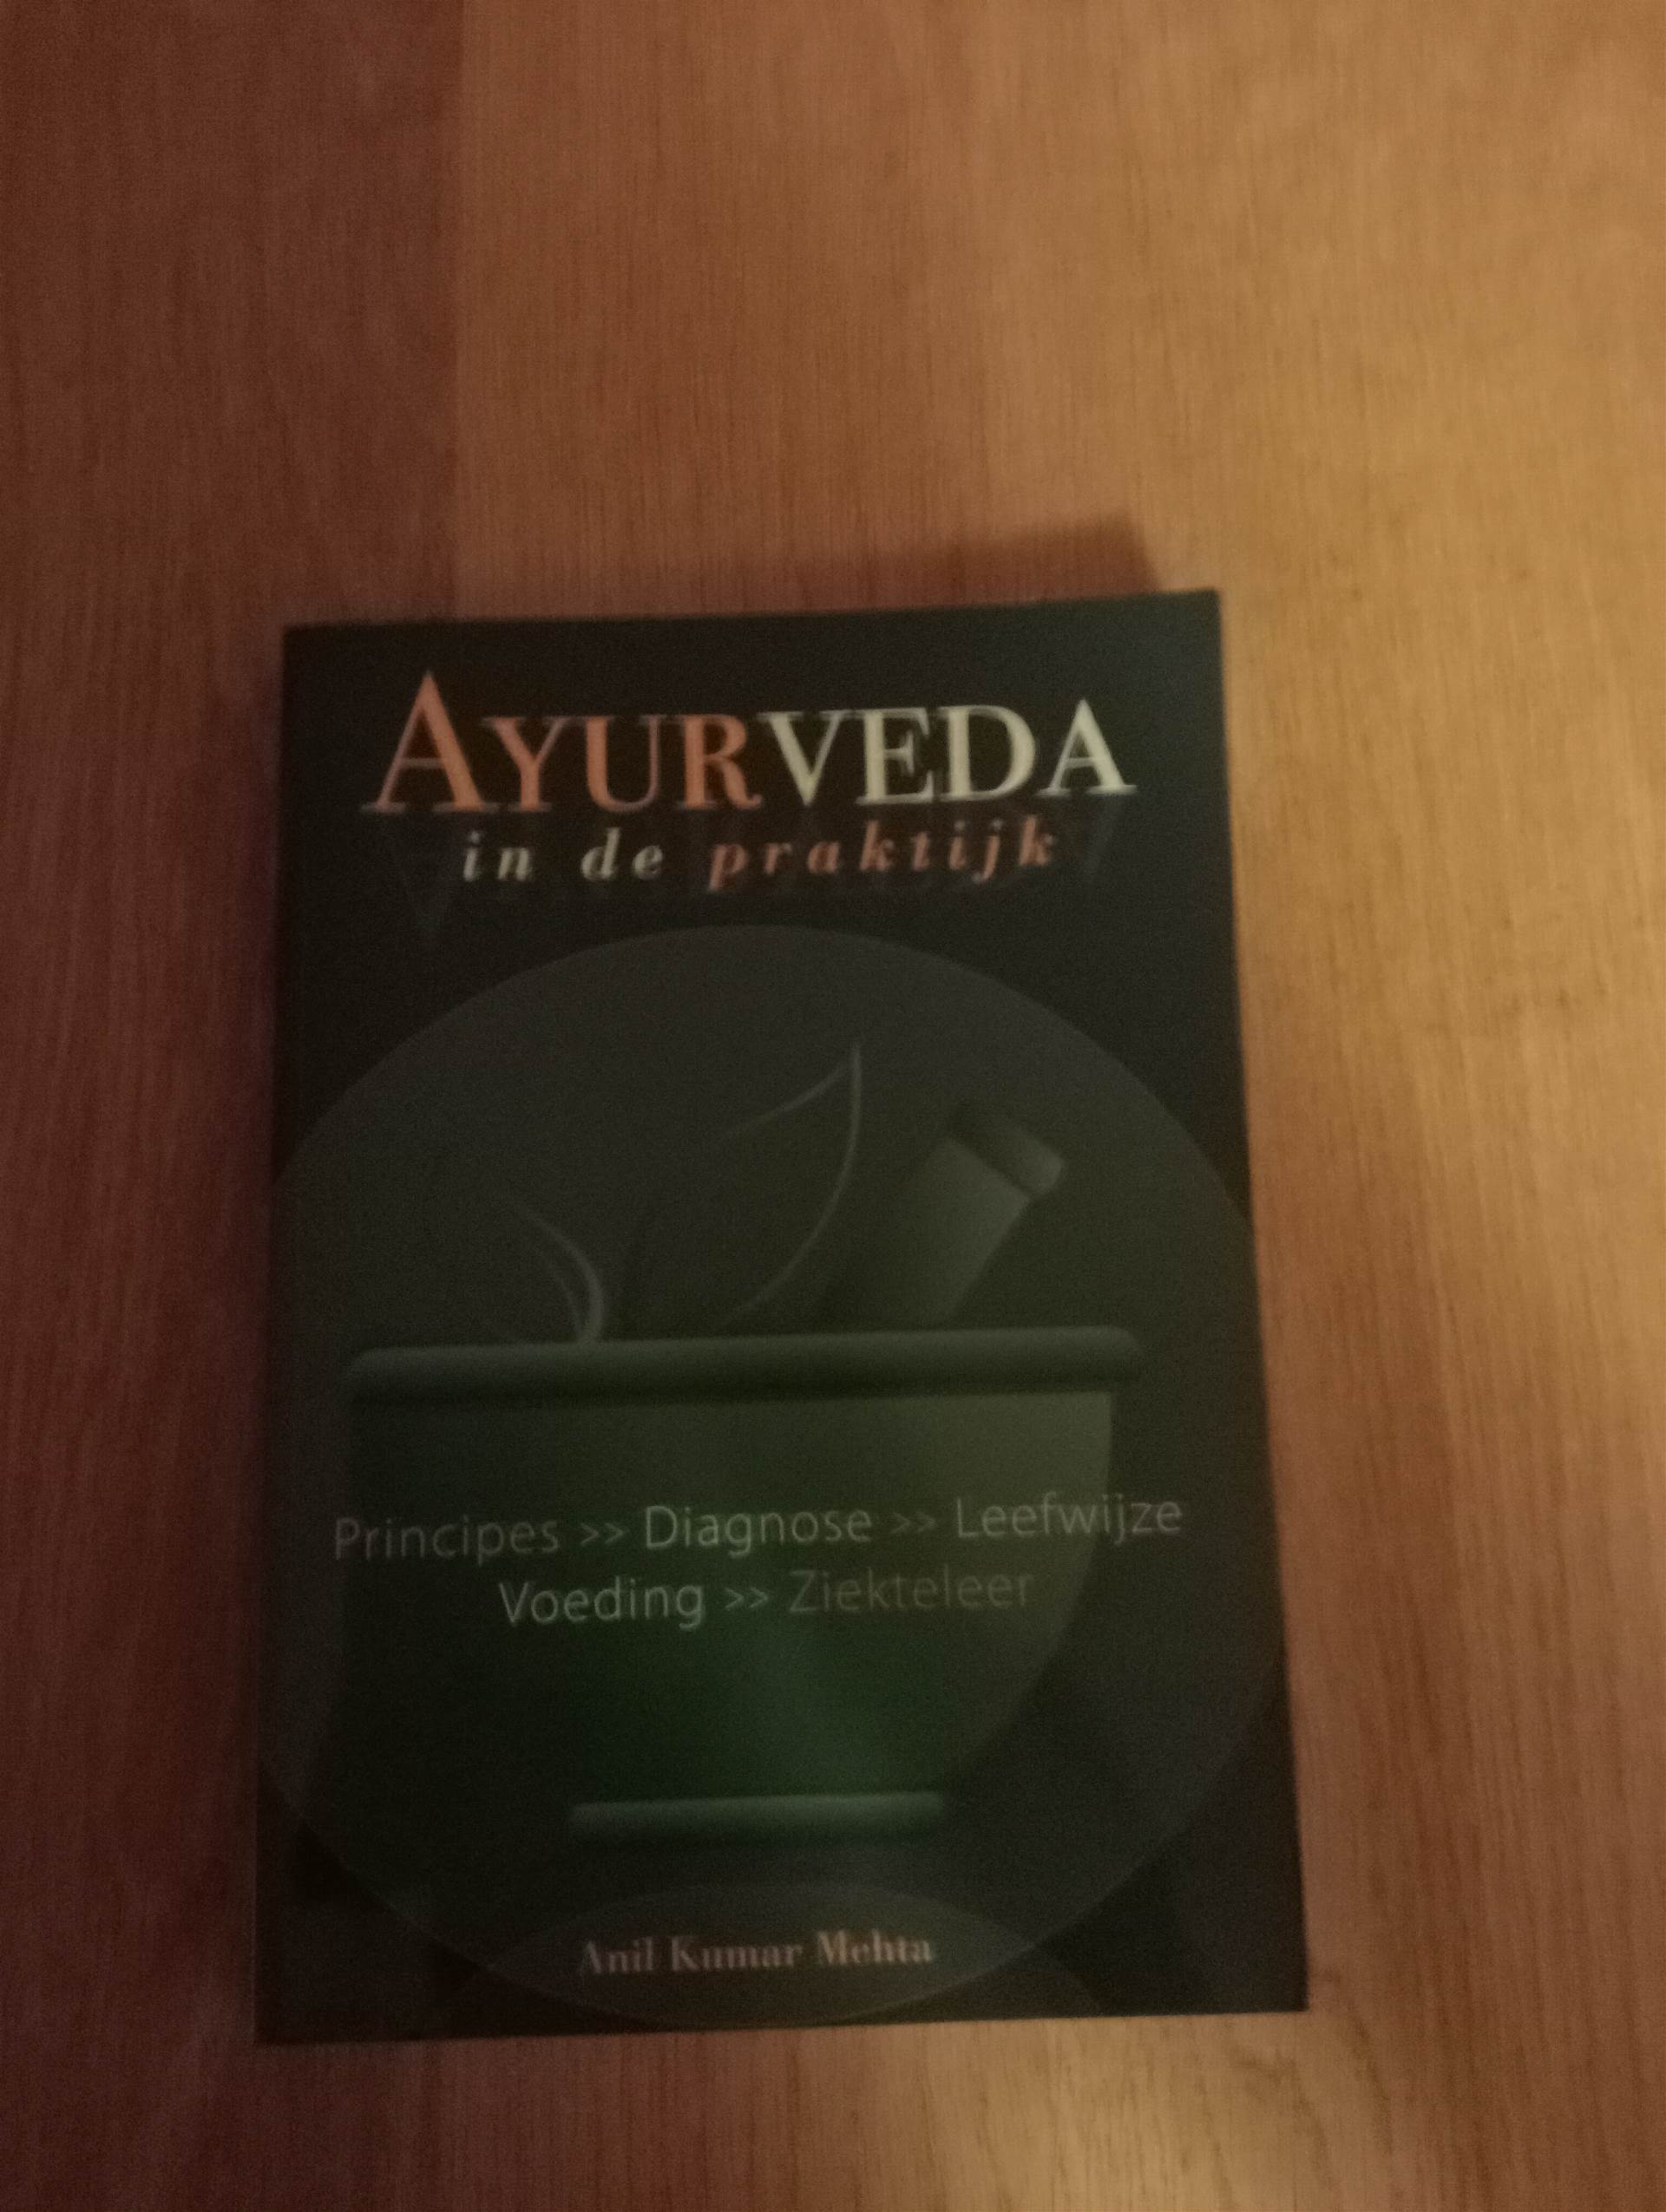 AYURVEDA
in de praktijk
Principes >> Diagnose >> Leefwijze
Voeding >> Ziekteleer
Anil Kumar Mehta